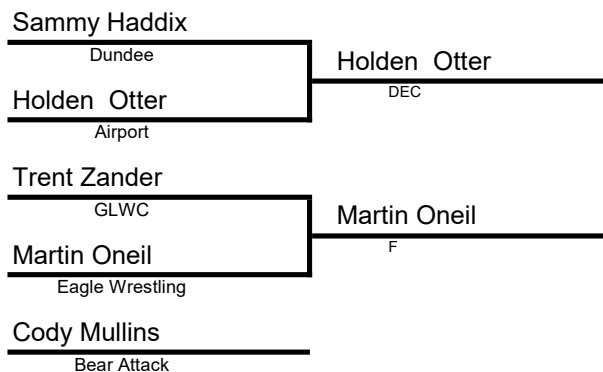 Sammy Haddix
Dundee
Holden Otter
DEC
Holden Otter
Airport
Trent Zander
GLWC
Martin Oneil
F
Martin Oneil
Eagle Wrestling
Cody Mullins
Bear Attack